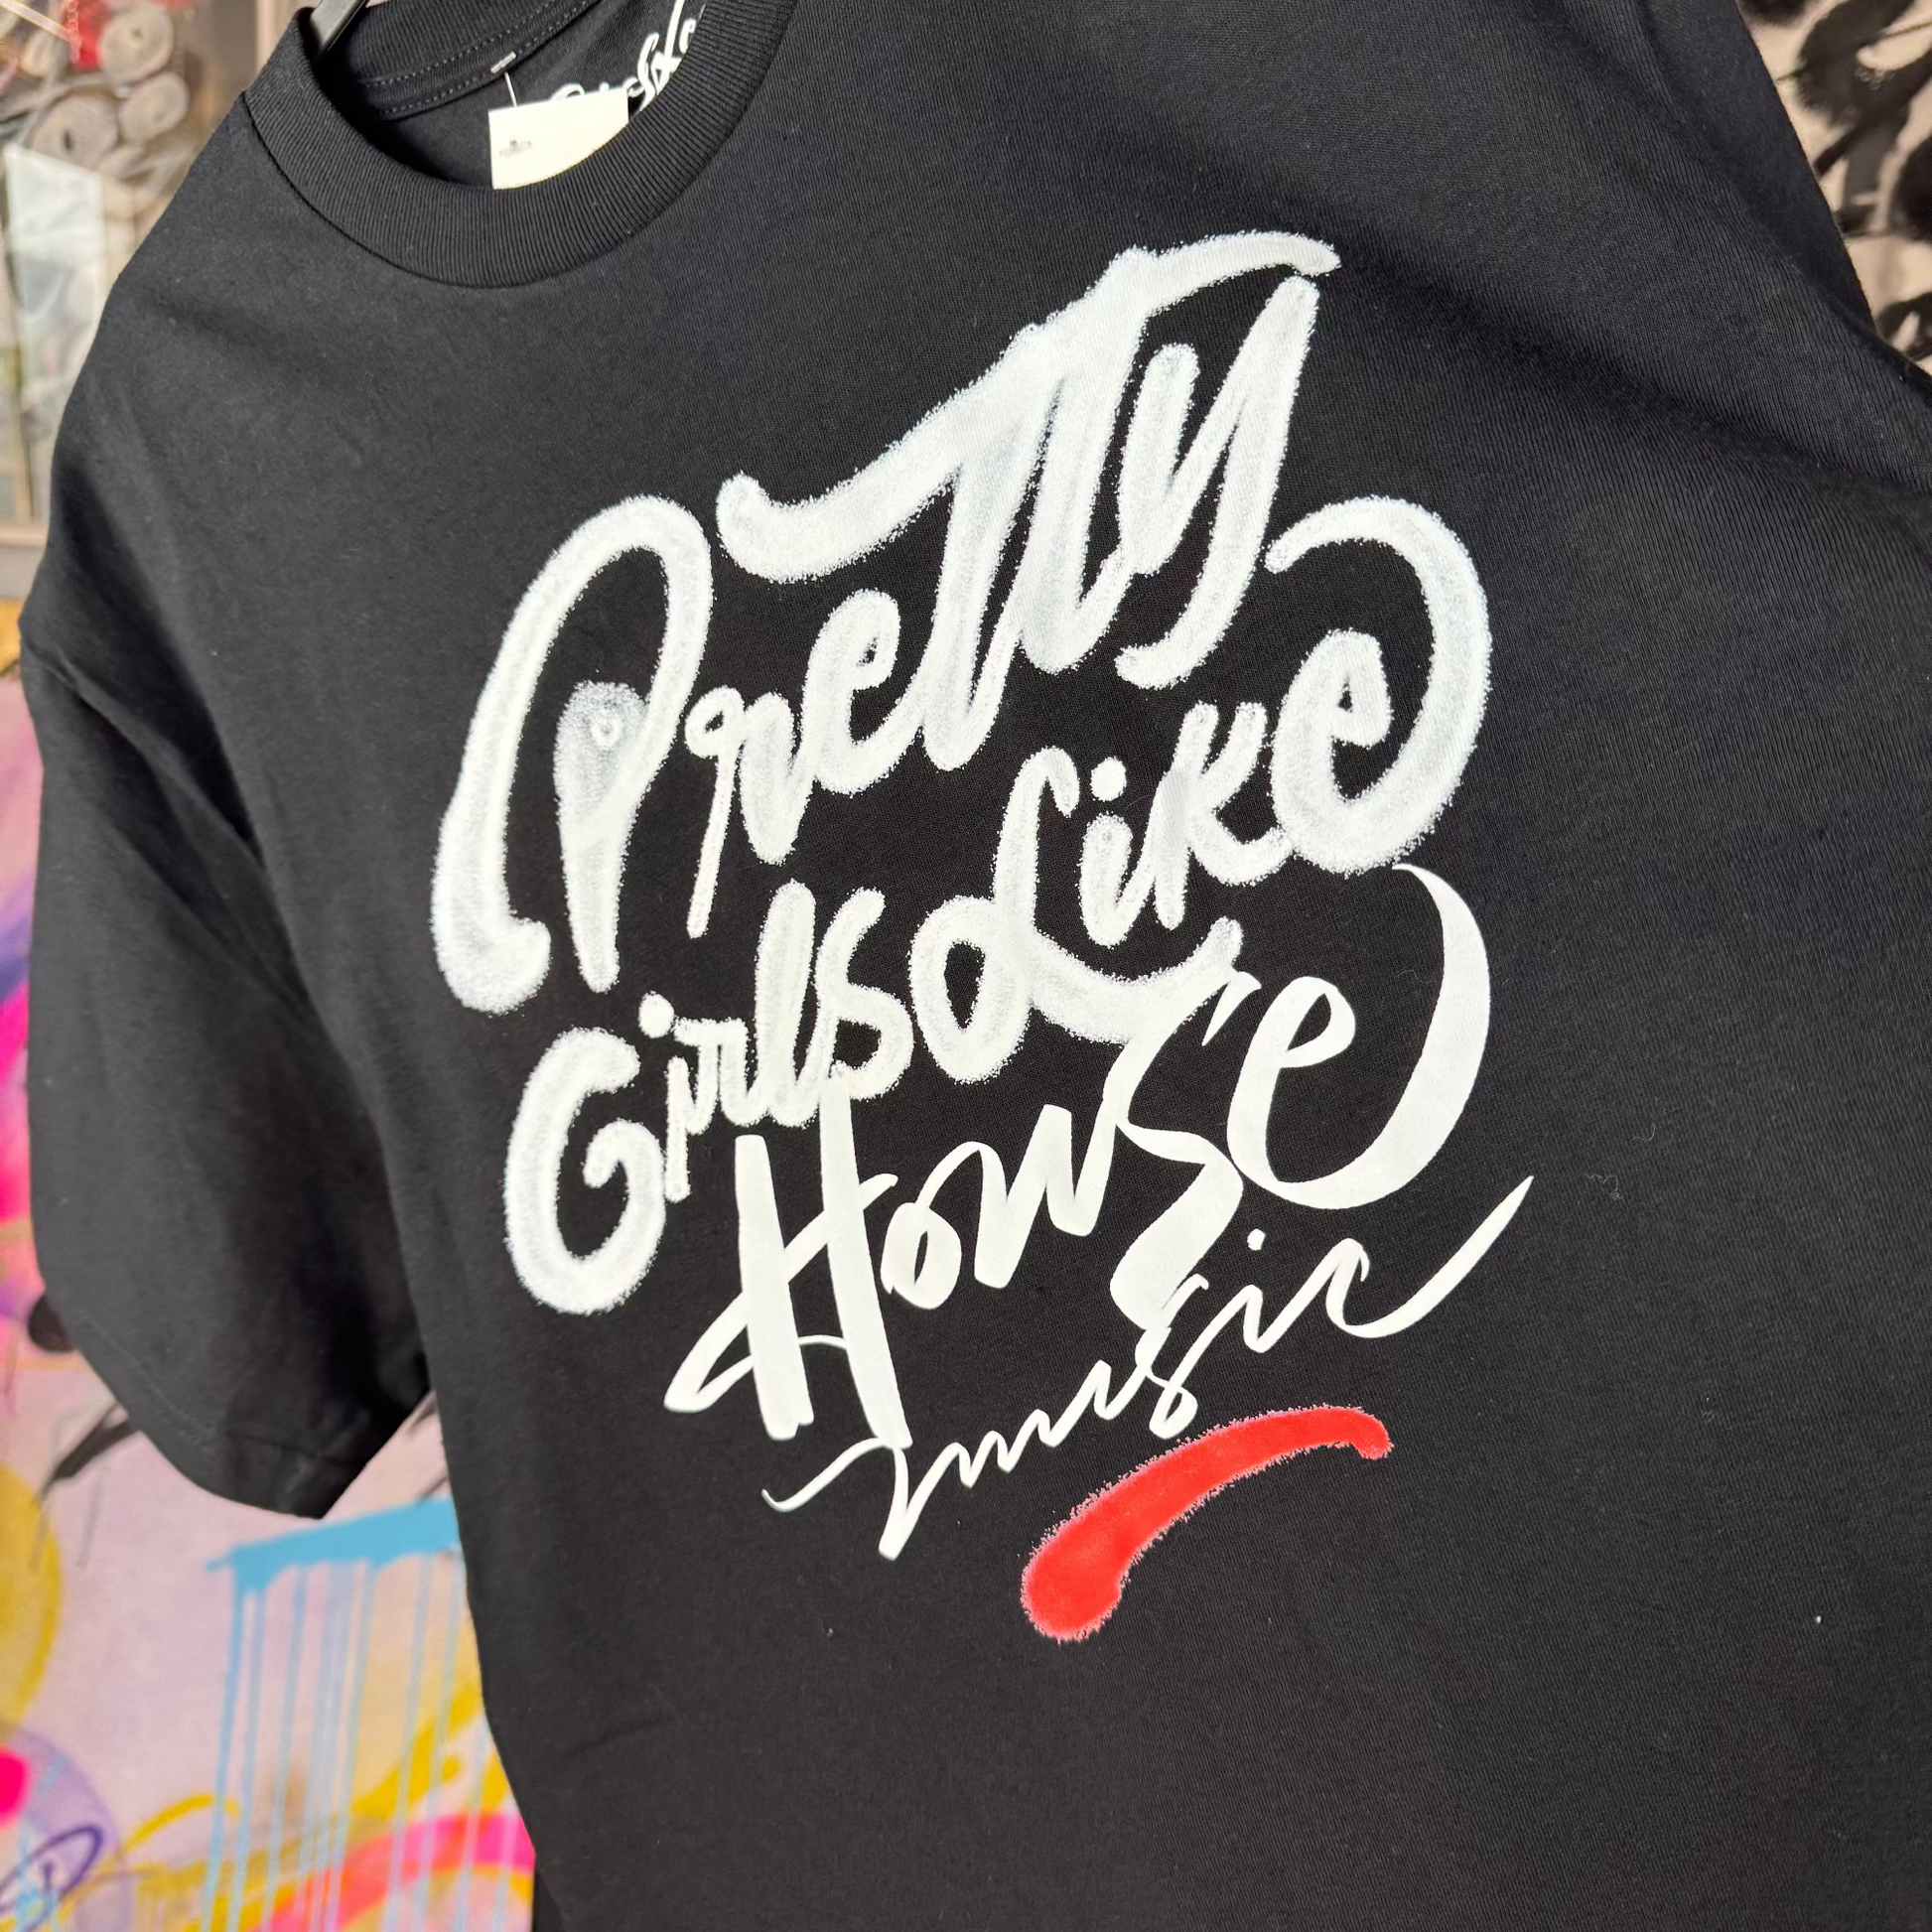 Pretty
Girls Like
House
music